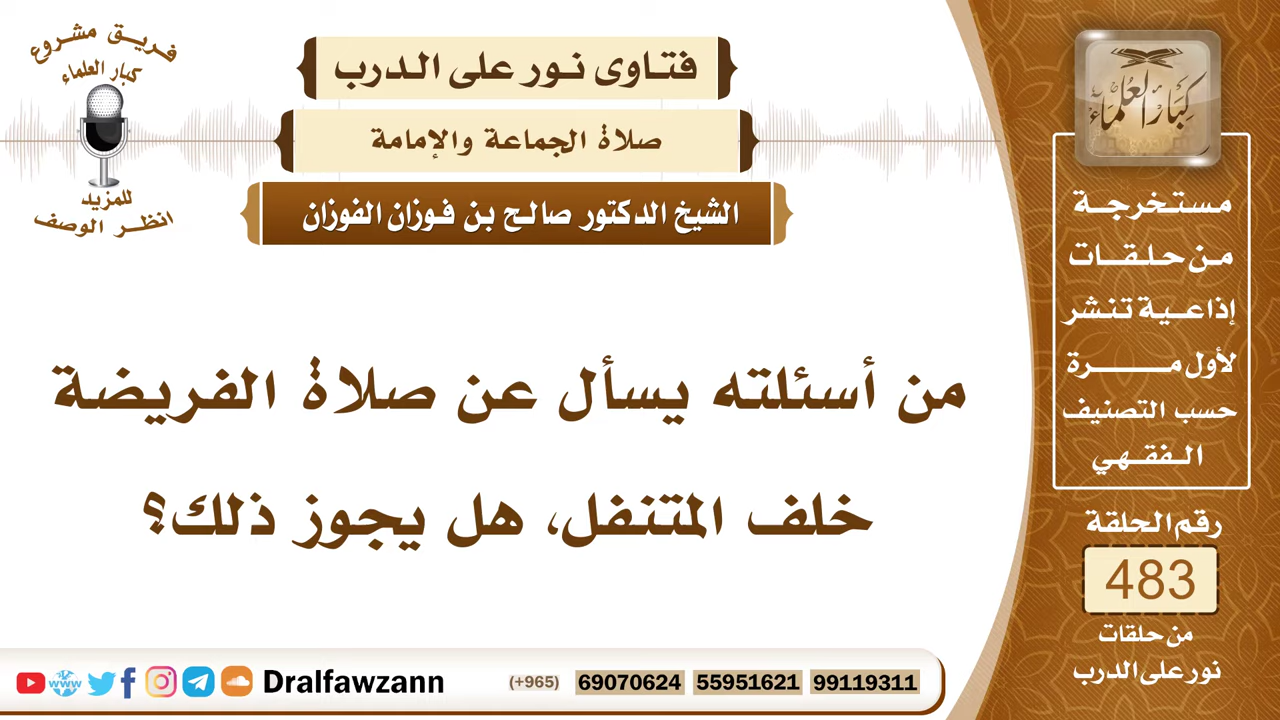 فريق مشروع
كبار العلماء
للمزيد
انظر الوصف
فتاوى نور على الدرب
صلاة الجماعة والإمامة
الشيخ الدكتور صالح بن فوزان الفوزان
من أسئلته يسأل عن صلاة الفريضة
خلف المتنفل، هل يجوز ذلك؟
كبار العلماء
مستخرجة
من حلقات
إذاعية تنشر
لأول مرة
حسب التصنيف
الفقهي
رقم الحلقة
483
من حلقات
نور على الدرب
www Dralfawzann (+965) 69070624 55951621 99119311